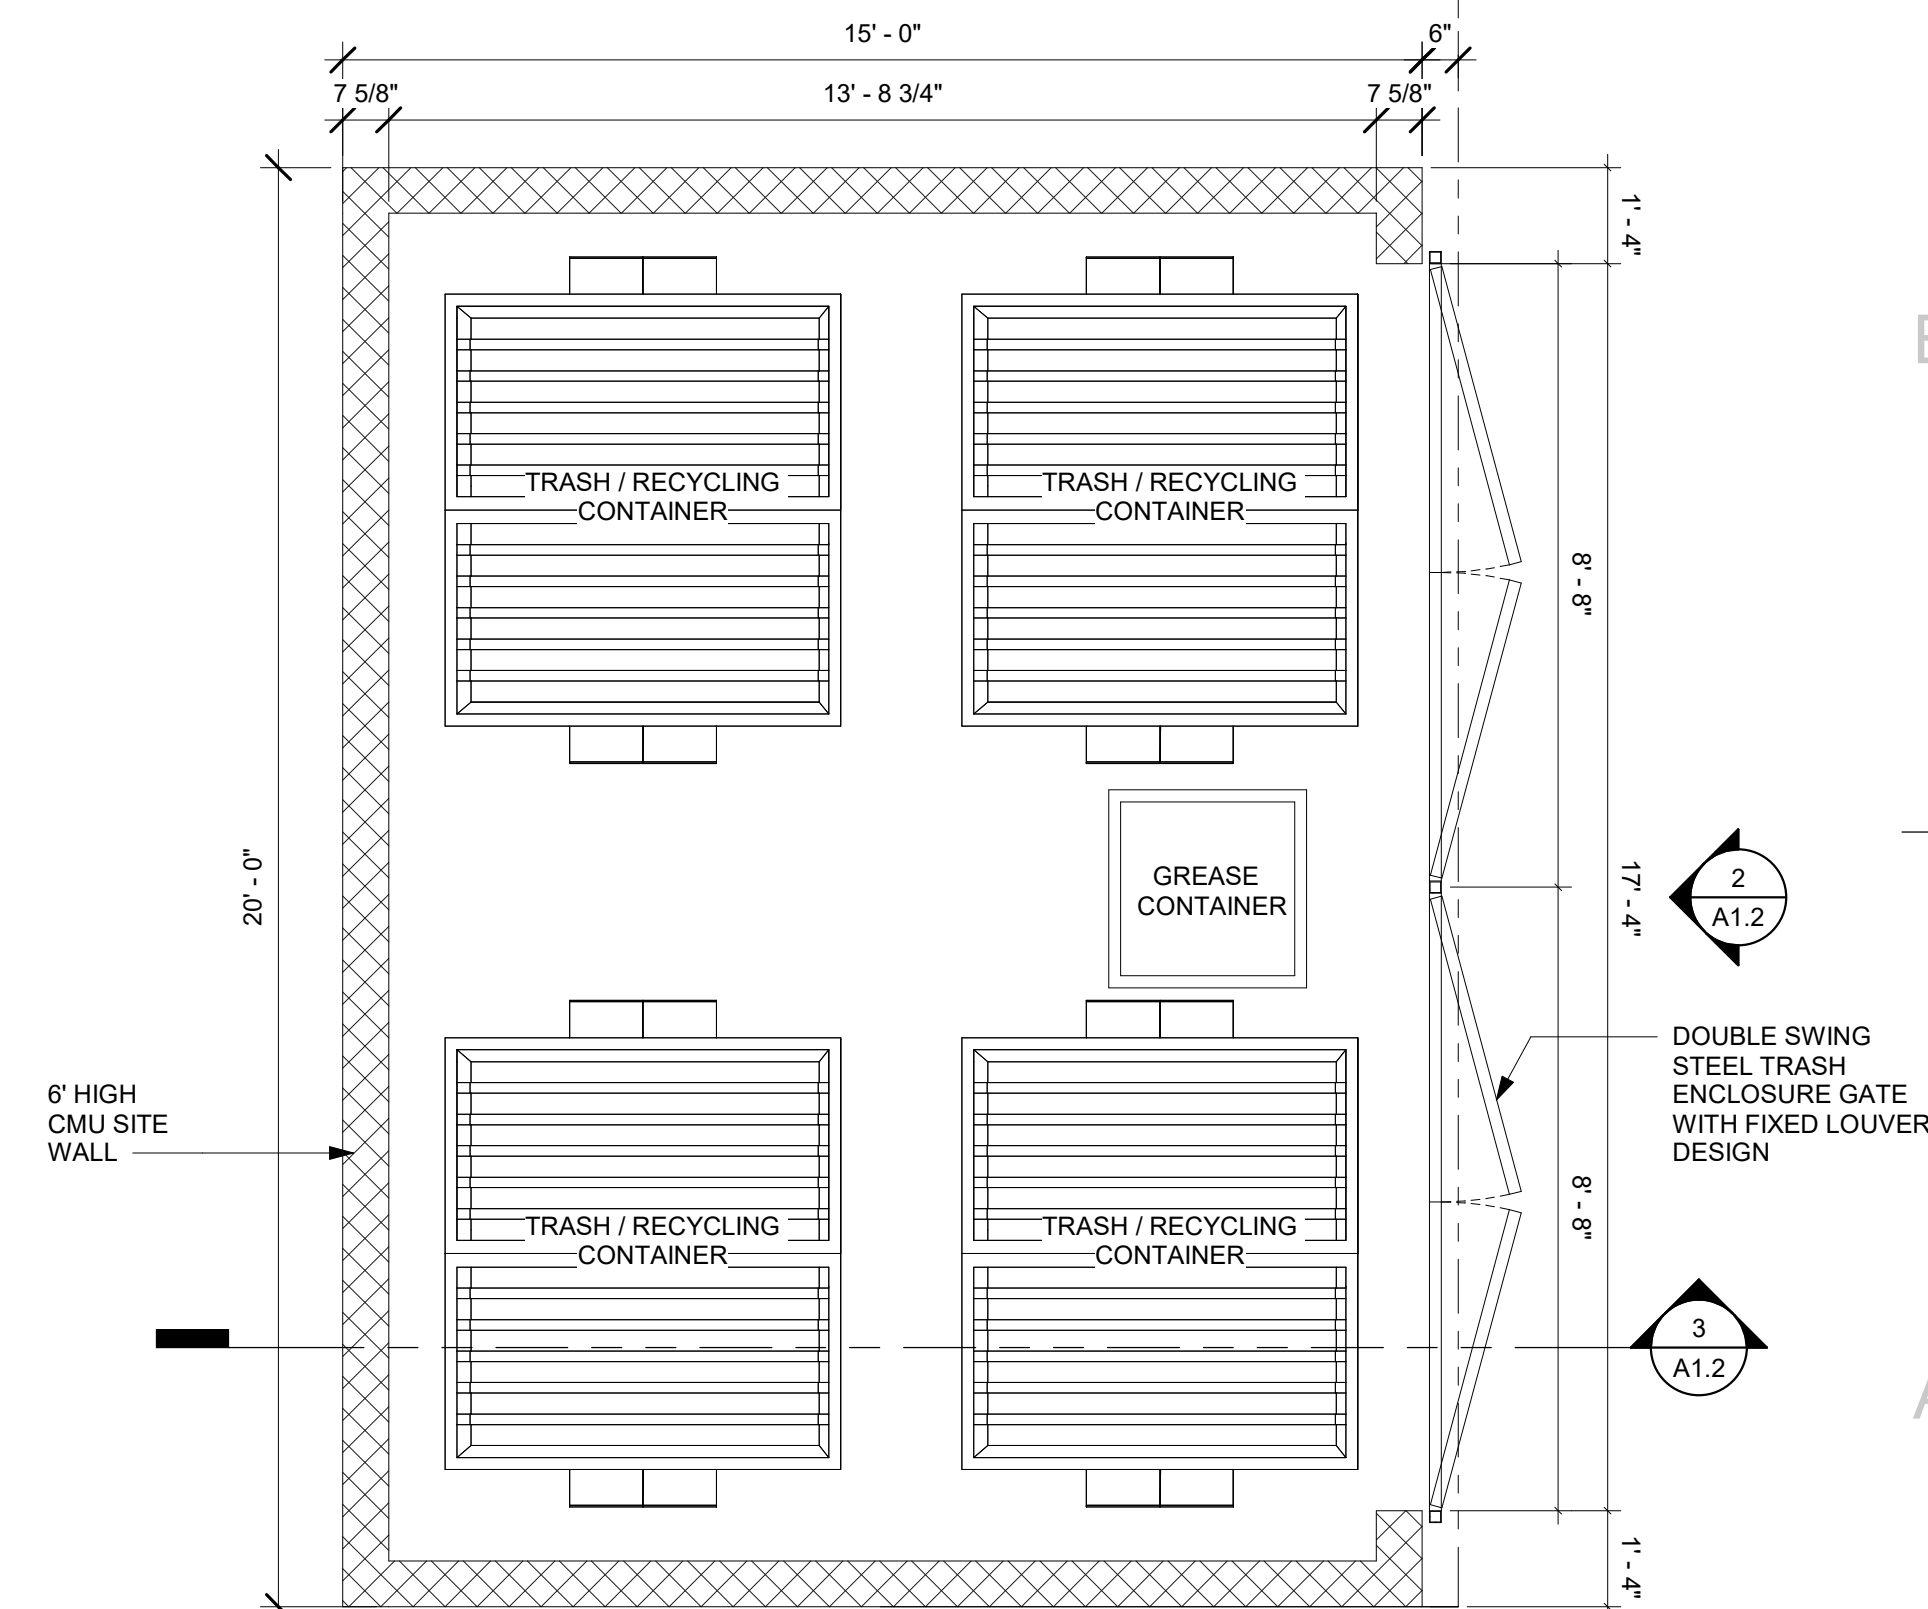 15' - 0"
6"
7 5/8"
13' - 8 3/4"
7 5/8"
1' - 4"
TRASH / RECYCLING
CONTAINER
TRASH / RECYCLING
CONTAINER
8' - 8"
20' - 0"
GREASE
CONTAINER
17' - 4"
2
A1.2
6' HIGH
CMU SITE
WALL
DOUBLE SWING
STEEL TRASH
ENCLOSURE GATE
WITH FIXED LOUVER
DESIGN
TRASH / RECYCLING
CONTAINER
TRASH / RECYCLING
CONTAINER
8' - 8"
3
A1.2
1' - 4"